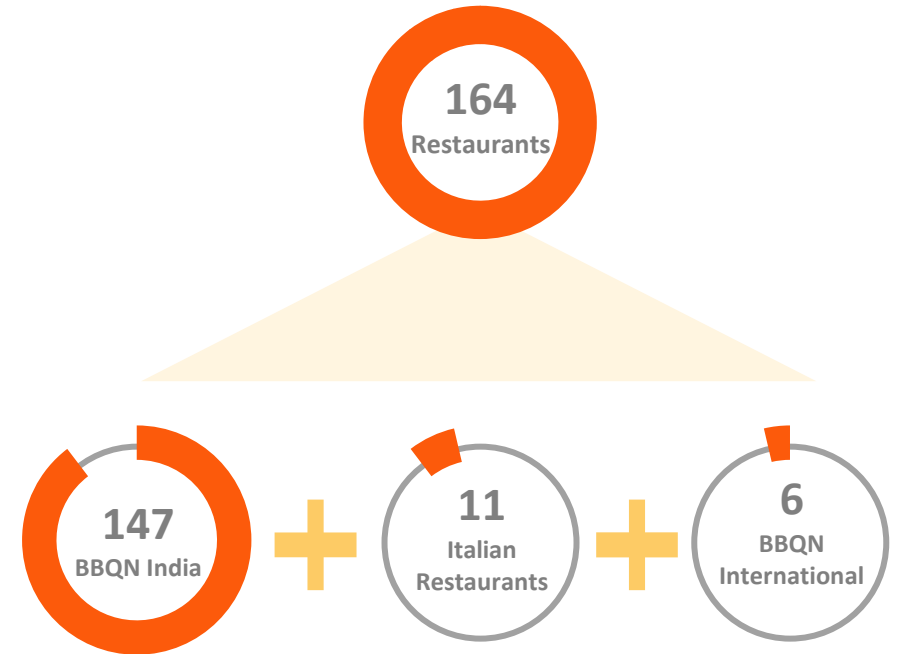 164
Restaurants
147
BBQN India
11
Italian
Restaurants
6
BBQN
International